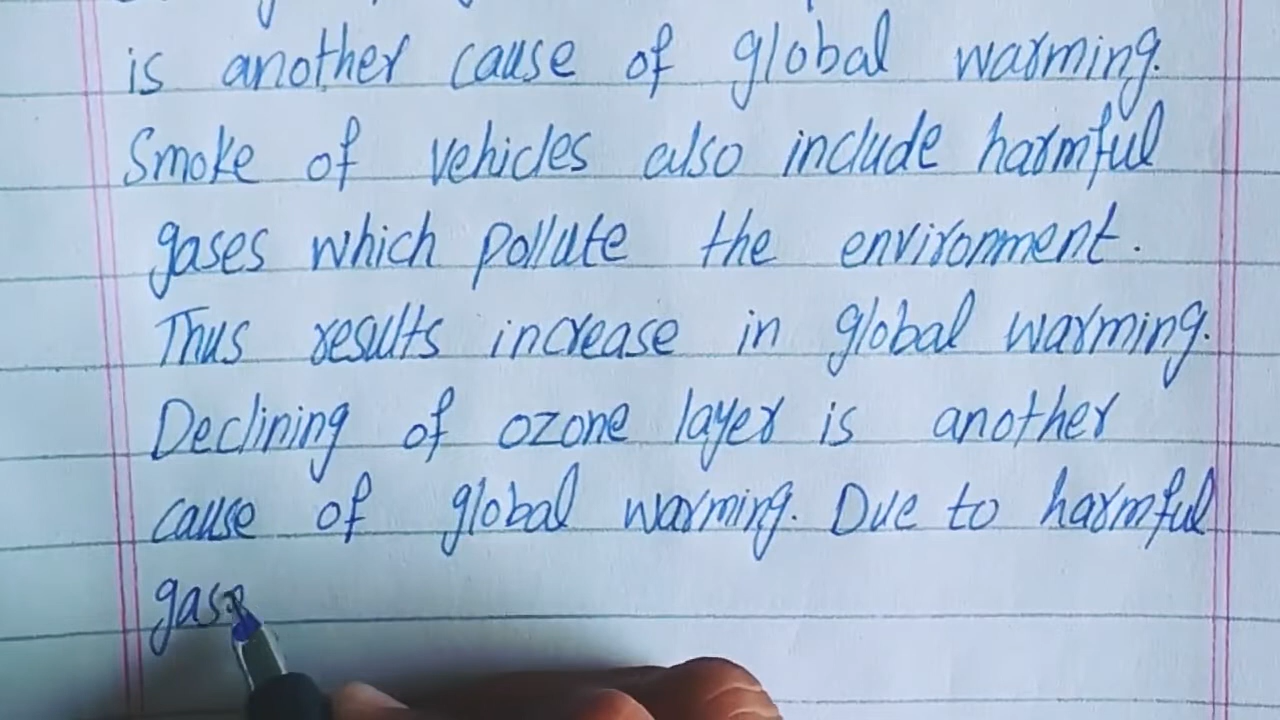 is another cause of global warming.
Smoke of vehicles also include harmful
gases which pollute the environment.
Thus results increase in global warming.
Declining of ozone layer is another
cause of global warming. Due to harmful
gase